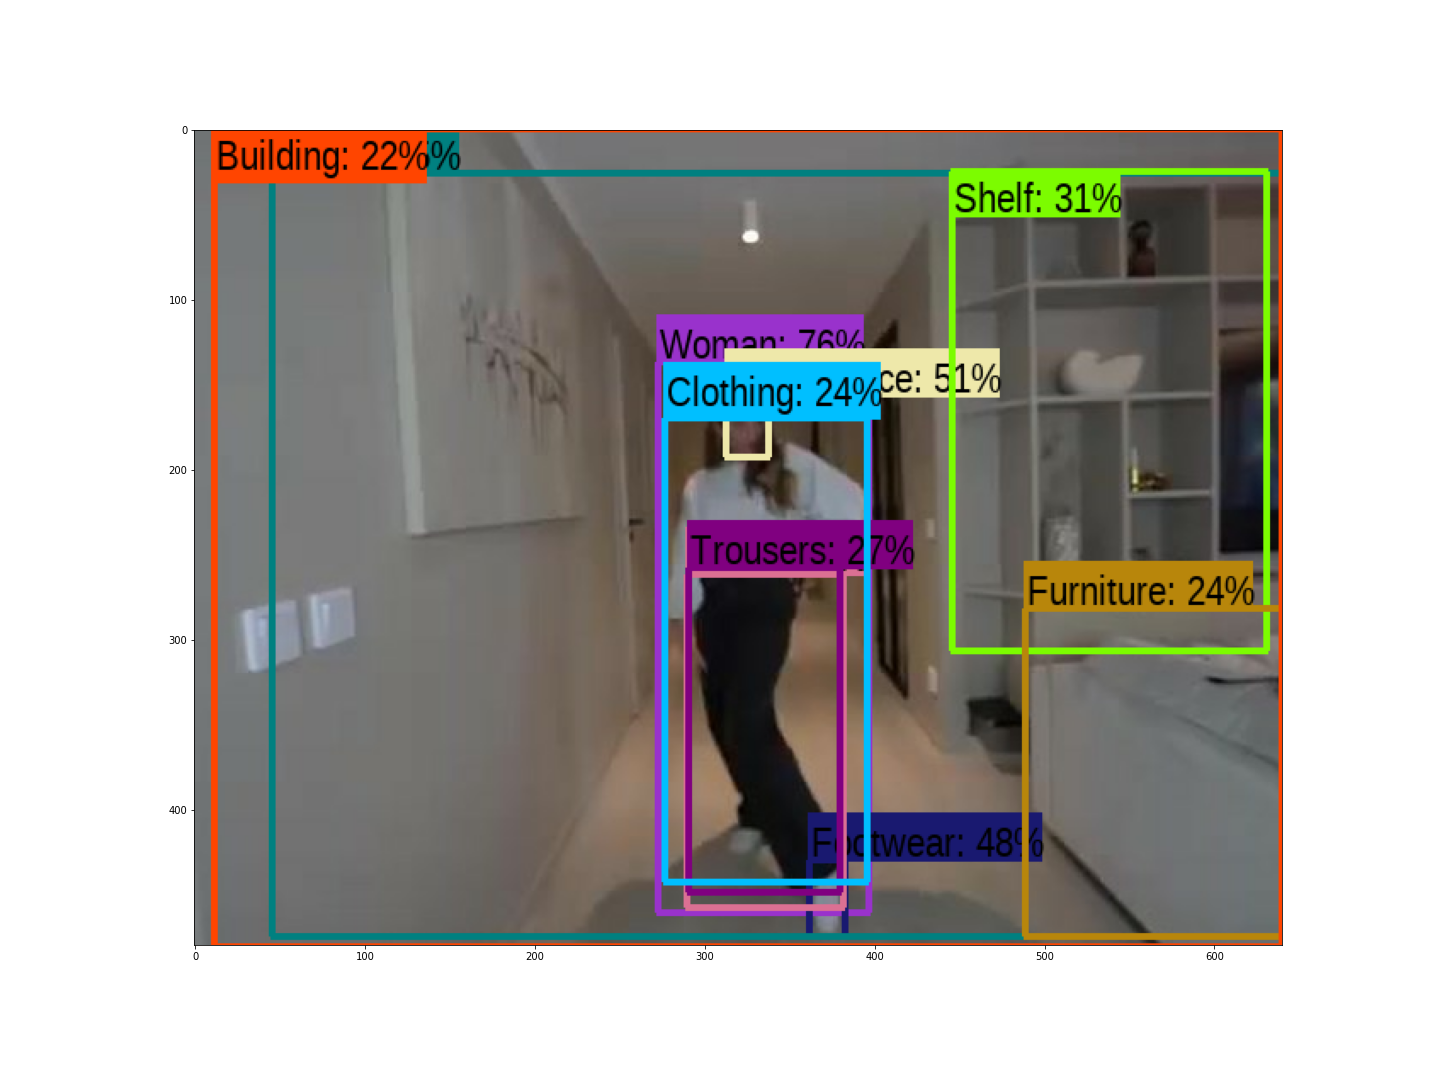 Building: 22%
%
Shelf: 31%
Woman: 76%
ce: 51%
Clothing: 24%
Trousers: 27%
Furniture: 24%
Footwear: 48%
0
100
200
300
400
0
100
200
300
400
500
600